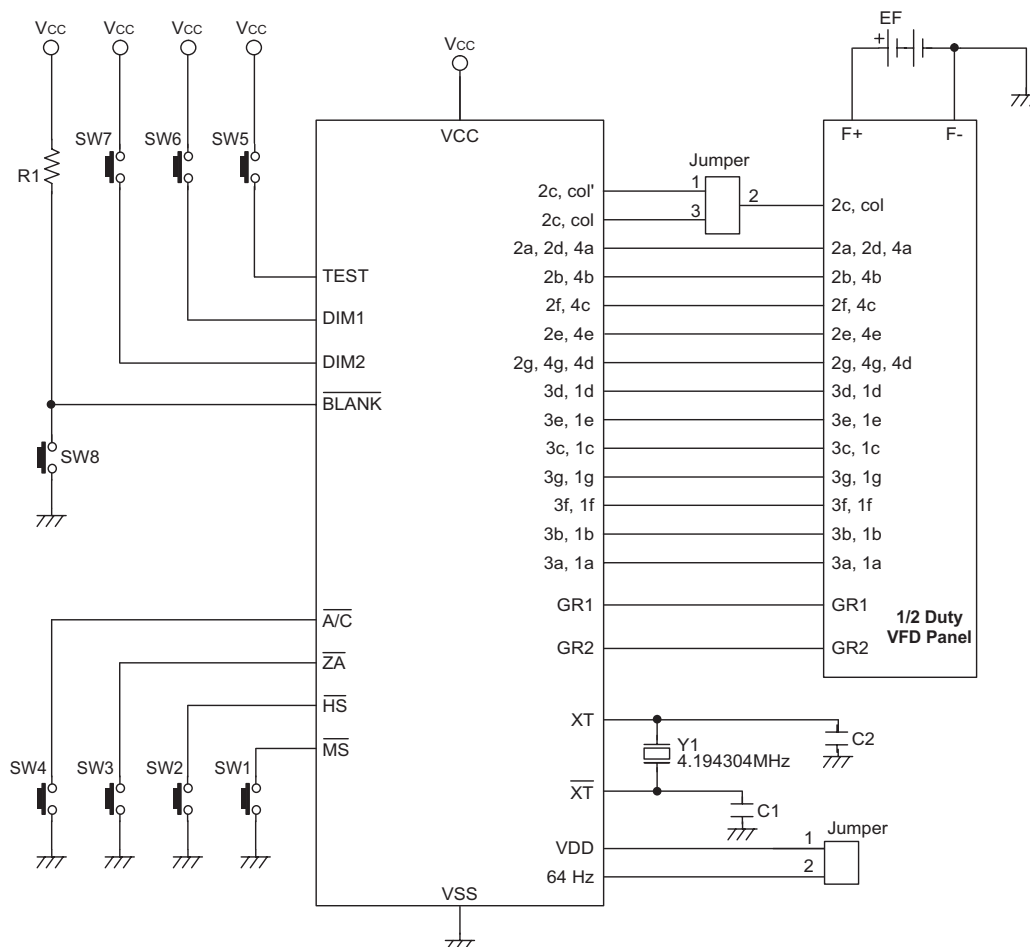 VCC
VCC
VCC
VCC
VCC
EF
+
VCC
F+
F-
SW7
SW6
SW5
R1
Jumper
1
2
3
2c, col'
2c, col
2a, 2d, 4a
2b, 4b
2f, 4c
2e, 4e
2g, 4g, 4d
3d, 1d
3e, 1e
3c, 1c
3g, 1g
3f, 1f
3b, 1b
3a, 1a
GR1
GR2
2c, col
2a, 2d, 4a
2b, 4b
2f, 4c
2e, 4e
2g, 4g, 4d
3d, 1d
3e, 1e
3c, 1c
3g, 1g
3f, 1f
3b, 1b
3a, 1a
GR1
GR2
1/2 Duty
VFD Panel
TEST
DIM1
DIM2
BLANK
SW8
A/C
ZA
HS
MS
SW4
SW3
SW2
SW1
XT
Y1
4.194304MHz
C2
XT
C1
VDD
1
Jumper
64 Hz
2
VSS